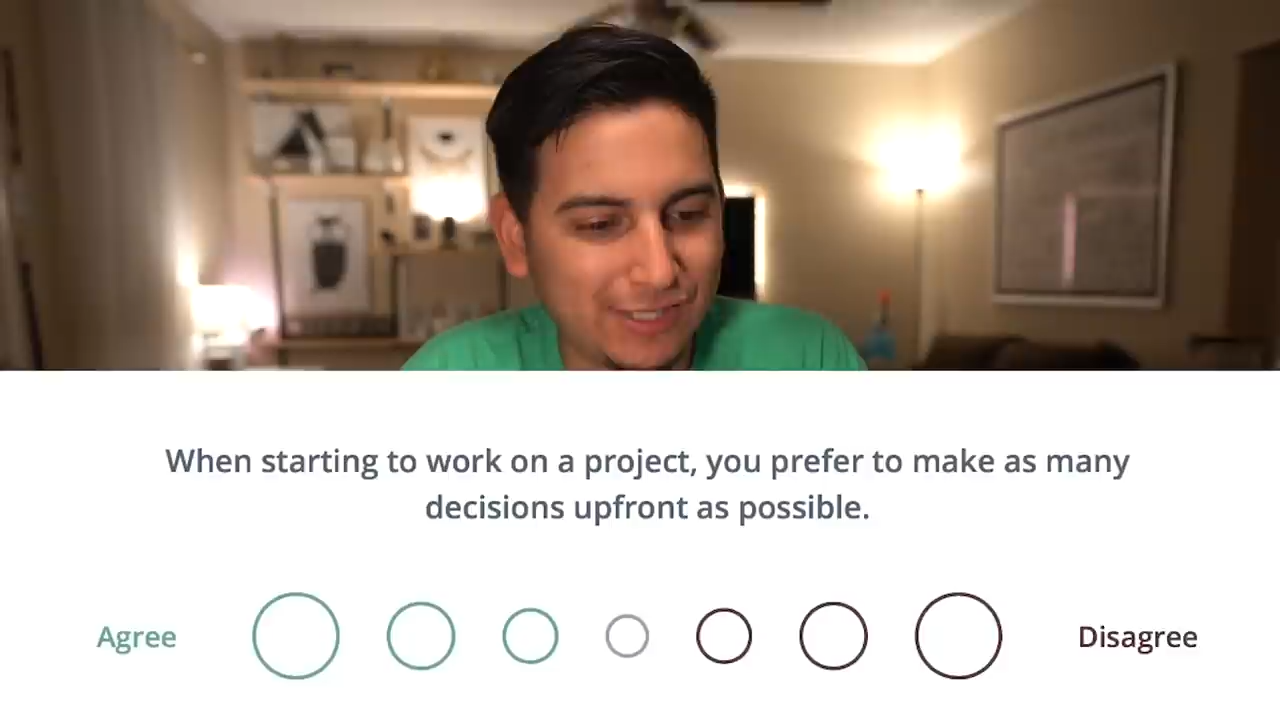 When starting to work on a project, you prefer to make as many
decisions upfront as possible.
Agree Disagree